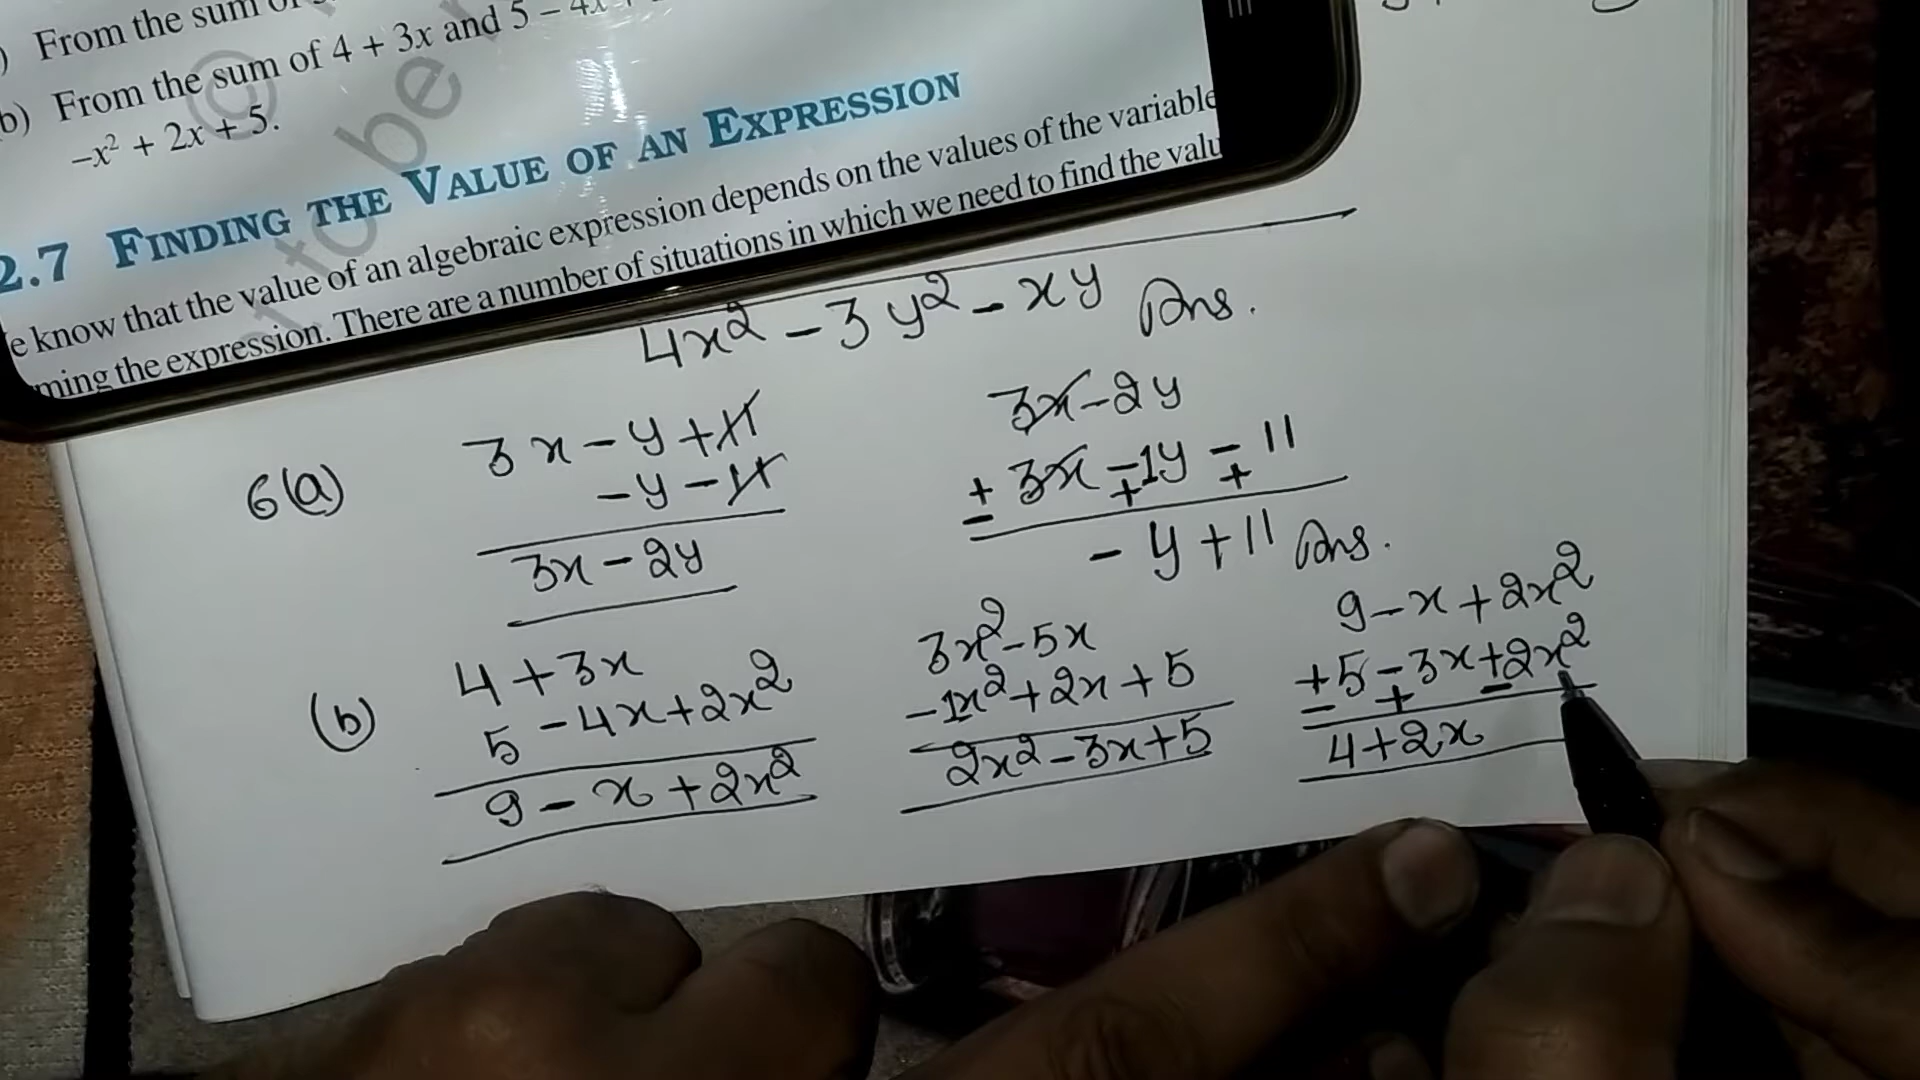 From the sum of
b) From the sum of 4 + 3x and 5 – 4x +
–x² + 2x + 5.
2.7 FINDING THE VALUE OF AN EXPRESSION
e know that the value of an algebraic expression depends on the values of the variable
ming the expression. There are a number of situations in which we need to find the valu
© to be
4x² - 3y² - xy Ans.
6(a)
3x - y + 11
- y - 11
3x - 2y
3x - 2y
+ 3x - 1y - 11
- + +
- y + 11 Ans.
(b)
4 + 3x
5 - 4x + 2x²
9 - x + 2x²
3x² - 5x
- 1x² + 2x + 5
2x² - 3x + 5
9 - x + 2x²
+ 5 - 3x + 2x²
- + -
4 + 2x